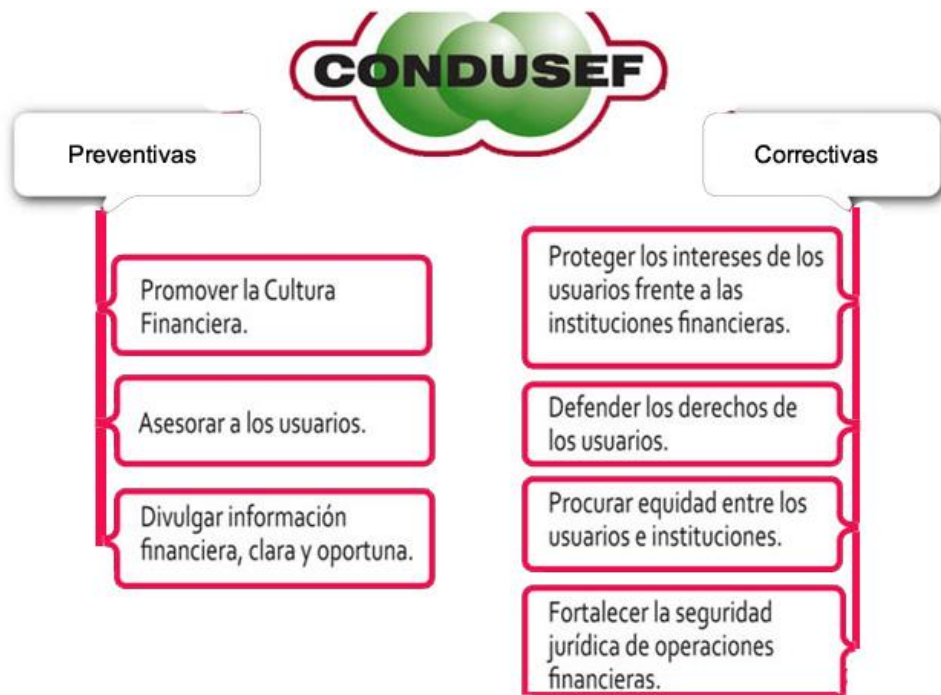 CONDUSEF
Preventivas
Promover la Cultura
Financiera.
Asesorar a los usuarios.
Divulgar información
financiera, clara y oportuna.
Correctivas
Proteger los intereses de los
usuarios frente a las
instituciones financieras.
Defender los derechos de
los usuarios.
Procurar equidad entre los
usuarios e instituciones.
Fortalecer la seguridad
jurídica de operaciones
financieras.